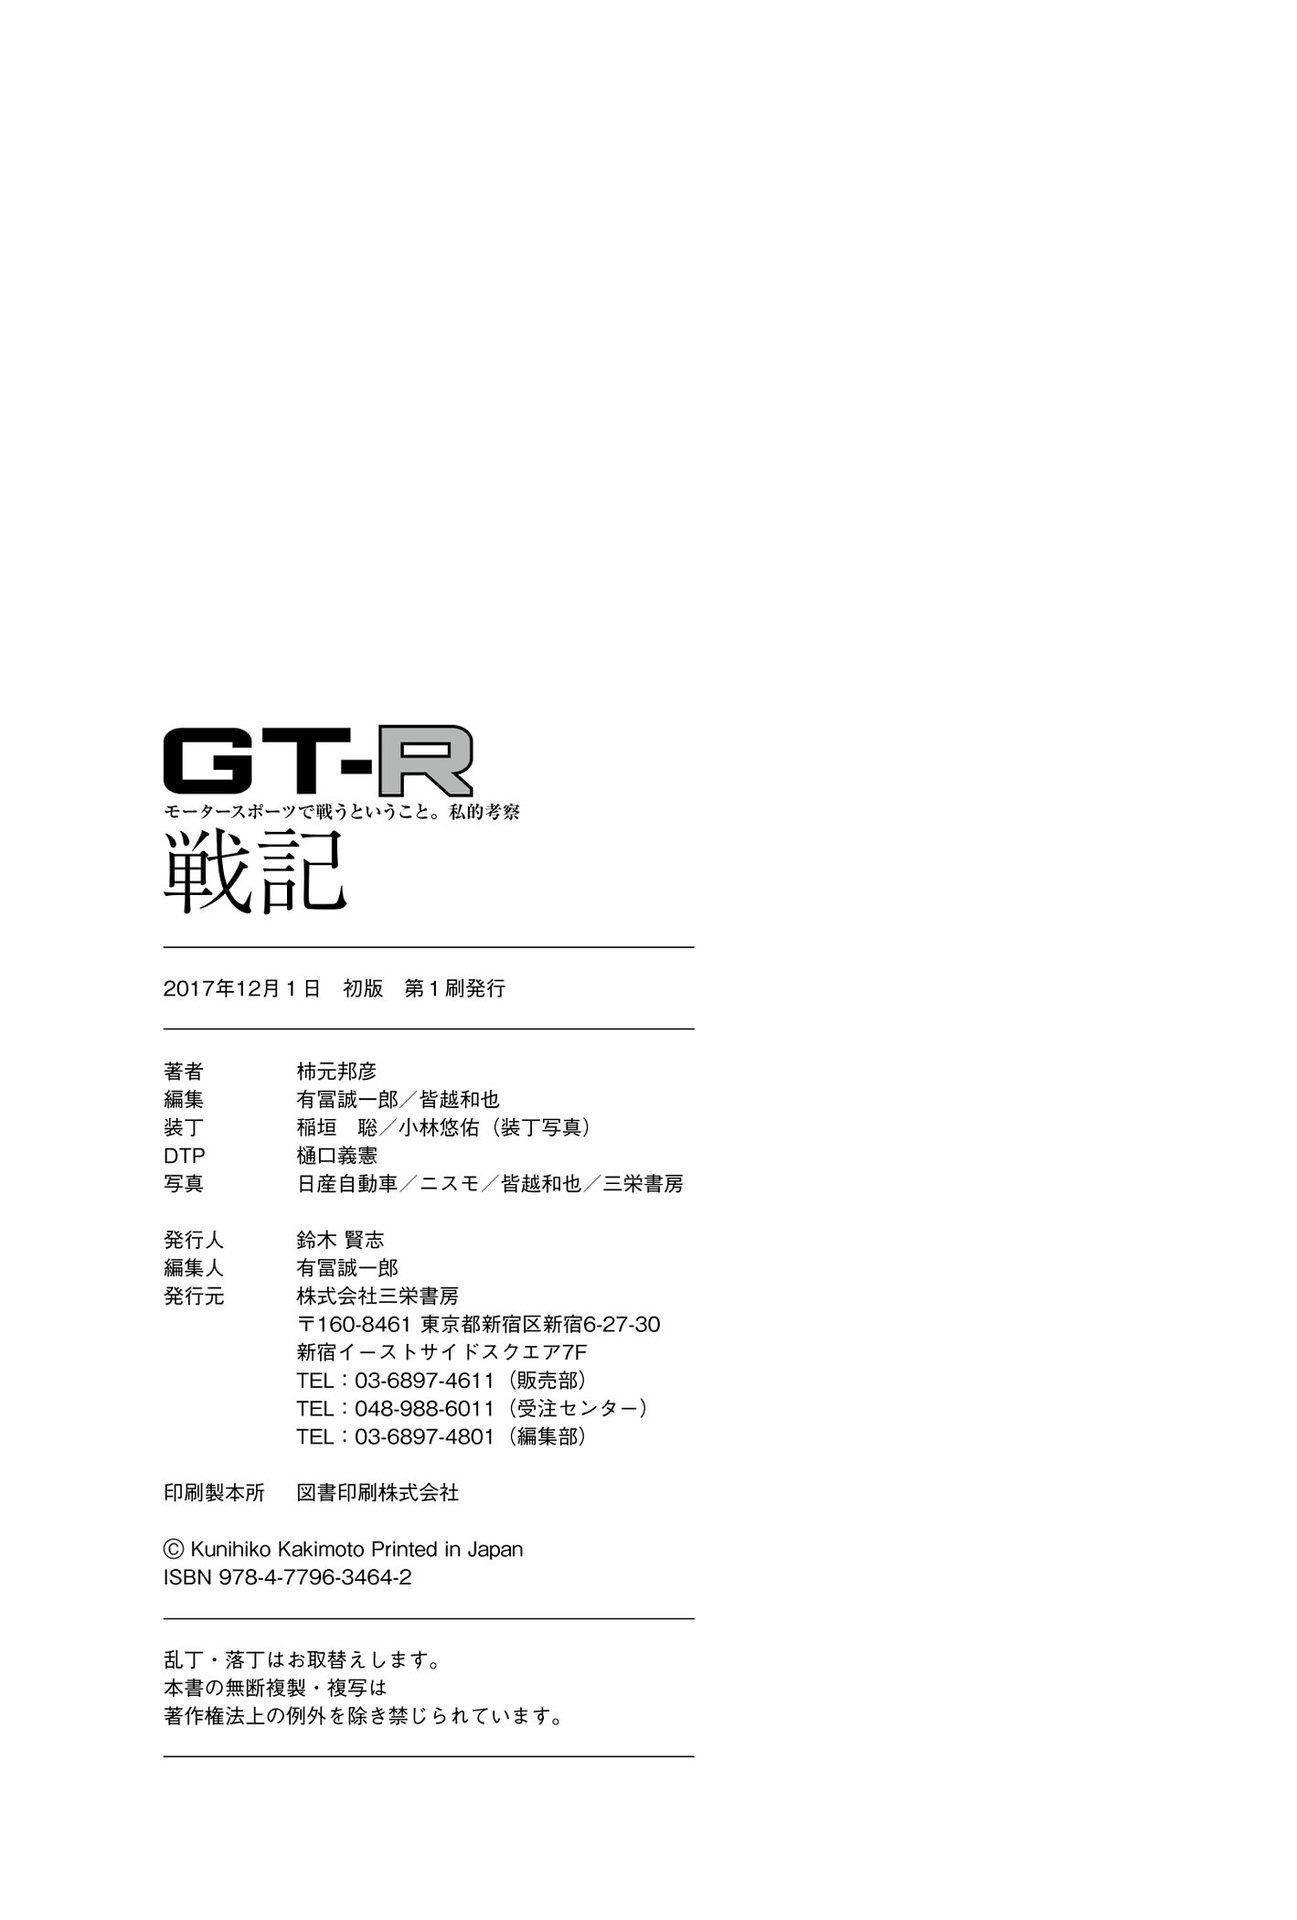 GT-R
モータースポーツで戦うということ。私的考察
戦記
2017年12月１日　初版　第１刷発行
著者　柿元邦彦
編集　有冨誠一郎／皆越和也
装丁　稲垣　聡／小林悠佑（装丁写真）
DTP　樋口義憲
写真　日産自動車／ニスモ／皆越和也／三栄書房
発行人　鈴木 賢志
編集人　有冨誠一郎
発行元　株式会社三栄書房
〒160-8461 東京都新宿区新宿6-27-30
新宿イーストサイドスクエア7F
TEL：03-6897-4611（販売部）
TEL：048-988-6011（受注センター）
TEL：03-6897-4801（編集部）
印刷製本所　図書印刷株式会社
Ⓒ Kunihiko Kakimoto Printed in Japan
ISBN 978-4-7796-3464-2
乱丁・落丁はお取替えします。
本書の無断複製・複写は
著作権法上の例外を除き禁じられています。